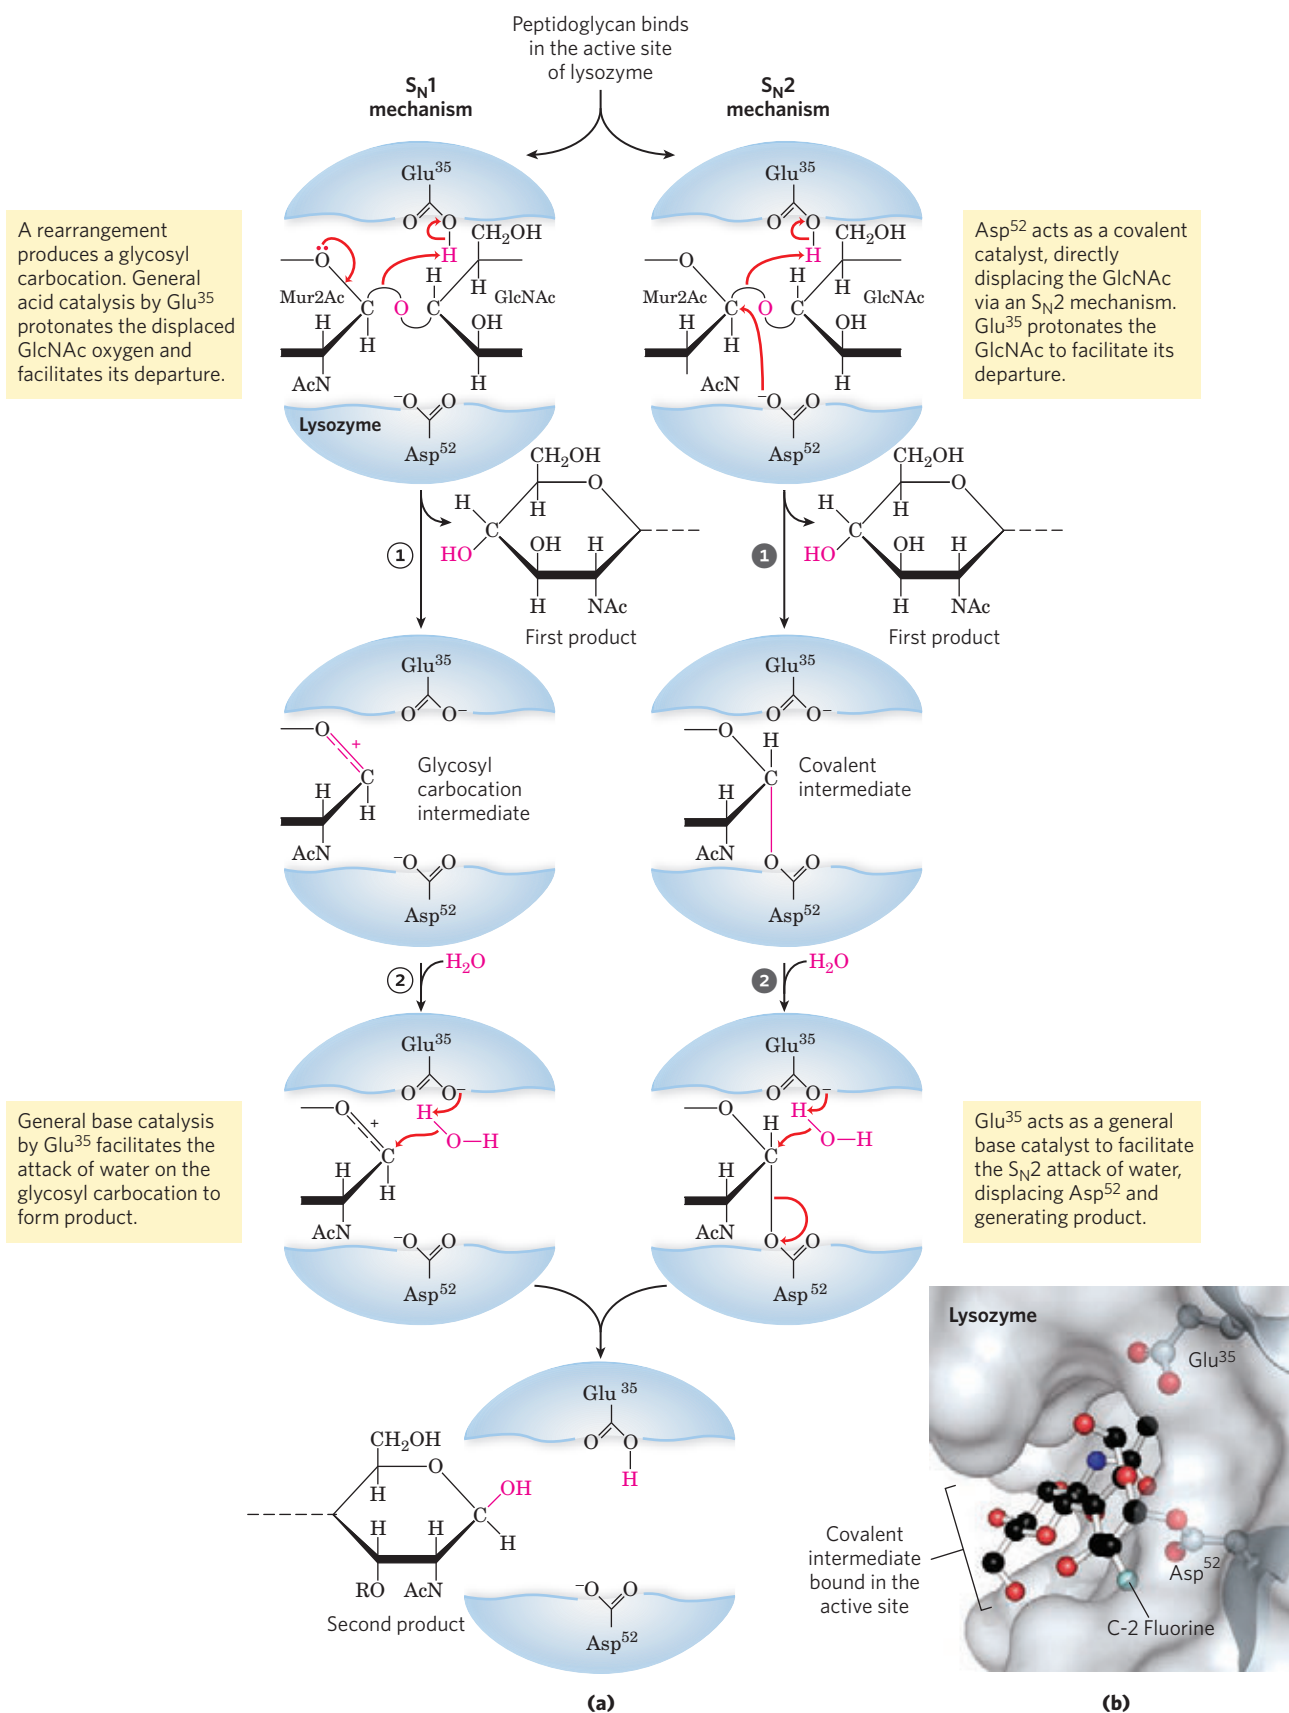 Peptidoglycan binds
in the active site
of lysozyme
SN1
mechanism
SN2
mechanism
Glu35
O
O
H
CH2OH
O
H
H
Mur2Ac
C
O
C
GlcNAc
H
H
OH
H
AcN
H
–O
O
Lysozyme
Asp52
Glu35
O
O
H
CH2OH
O
H
H
Mur2Ac
C
O
C
GlcNAc
H
H
OH
H
AcN
H
–O
O
Asp52
A rearrangement
produces a glycosyl
carbocation. General
acid catalysis by Glu35
protonates the displaced
GlcNAc oxygen and
facilitates its departure.
Asp52 acts as a covalent
catalyst, directly
displacing the GlcNAc
via an SN2 mechanism.
Glu35 protonates the
GlcNAc to facilitate its
departure.
1
CH2OH
O
H
H
C
HO
OH
H
H
NAc
First product
1
CH2OH
O
H
H
C
HO
OH
H
H
NAc
First product
Glu35
O
O–
O
+
C
H
H
AcN
–O
O
Asp52
Glycosyl
carbocation
intermediate
Glu35
O
O–
O
H
C
H
AcN
O
O
Asp52
Covalent
intermediate
2
H2O
2
H2O
General base catalysis
by Glu35 facilitates the
attack of water on the
glycosyl carbocation to
form product.
Glu35
O
O–
O
H
+
O—H
C
H
H
AcN
–O
O
Asp52
Glu35
O
O–
O
H
H
O—H
C
H
AcN
O
O
Asp52
Glu35 acts as a general
base catalyst to facilitate
the SN2 attack of water,
displacing Asp52 and
generating product.
Glu35
O
O
H
CH2OH
O
H
OH
C
H
H
H
RO
AcN
Second product
–O
O
Asp52
(a)
Lysozyme
Glu35
Covalent
intermediate
bound in the
active site
Asp52
C-2 Fluorine
(b)